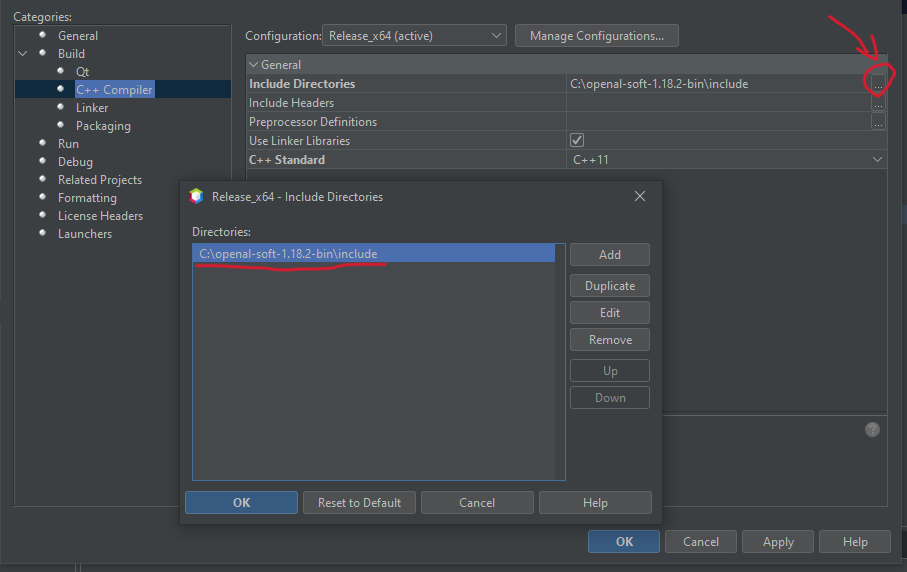 Categories:
General
Build
Qt
C++ Compiler
Linker
Packaging
Run
Debug
Related Projects
Formatting
License Headers
Launchers
Configuration: Release_x64 (active) Manage Configurations...
General
Include Directories C:\openal-soft-1.18.2-bin\include ...
Include Headers ...
Preprocessor Definitions ...
Use Linker Libraries
C++ Standard C++11
Release_x64 - Include Directories
Directories:
C:\openal-soft-1.18.2-bin\include
Add
Duplicate
Edit
Remove
Up
Down
OK Reset to Default Cancel Help
?
OK Cancel Apply Help